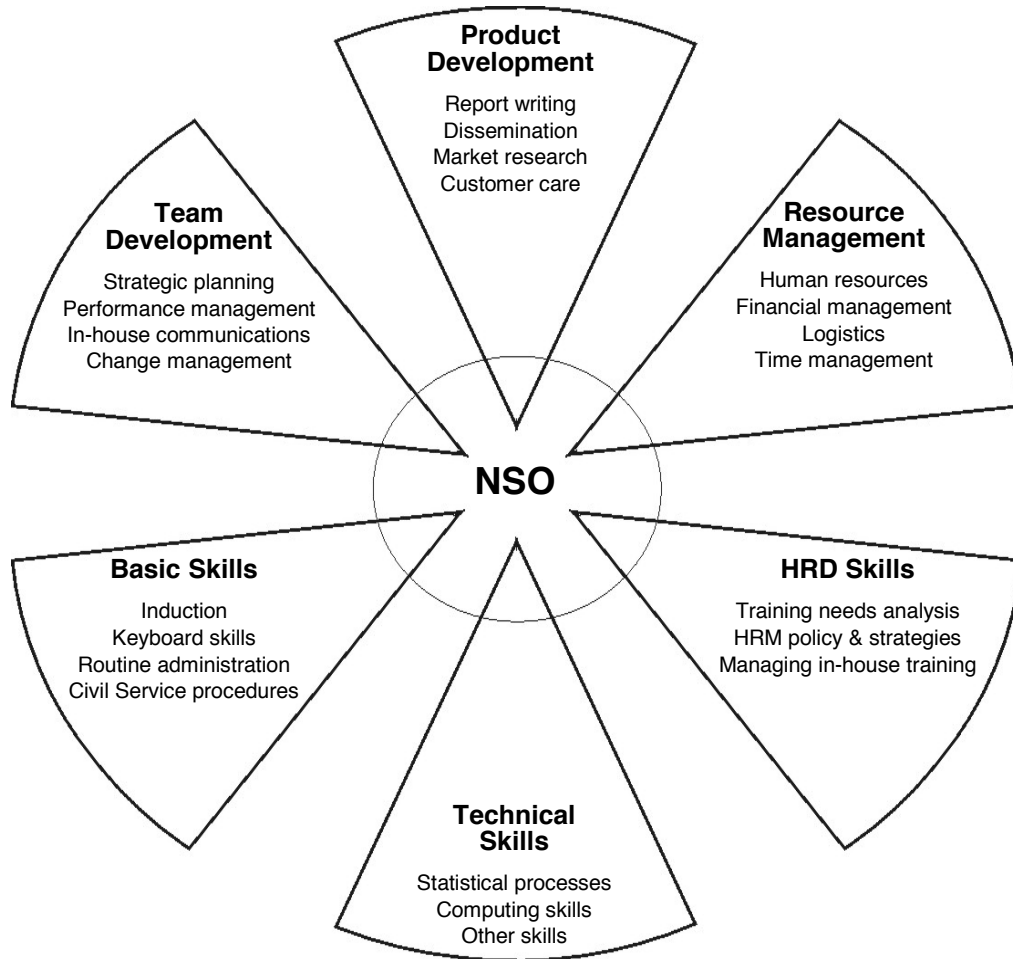 Product
Development
Report writing
Dissemination
Market research
Customer care
Team
Development
Strategic planning
Performance management
In-house communications
Change management
Resource
Management
Human resources
Financial management
Logistics
Time management
NSO
Basic Skills
Induction
Keyboard skills
Routine administration
Civil Service procedures
HRD Skills
Training needs analysis
HRM policy & strategies
Managing in-house training
Technical
Skills
Statistical processes
Computing skills
Other skills